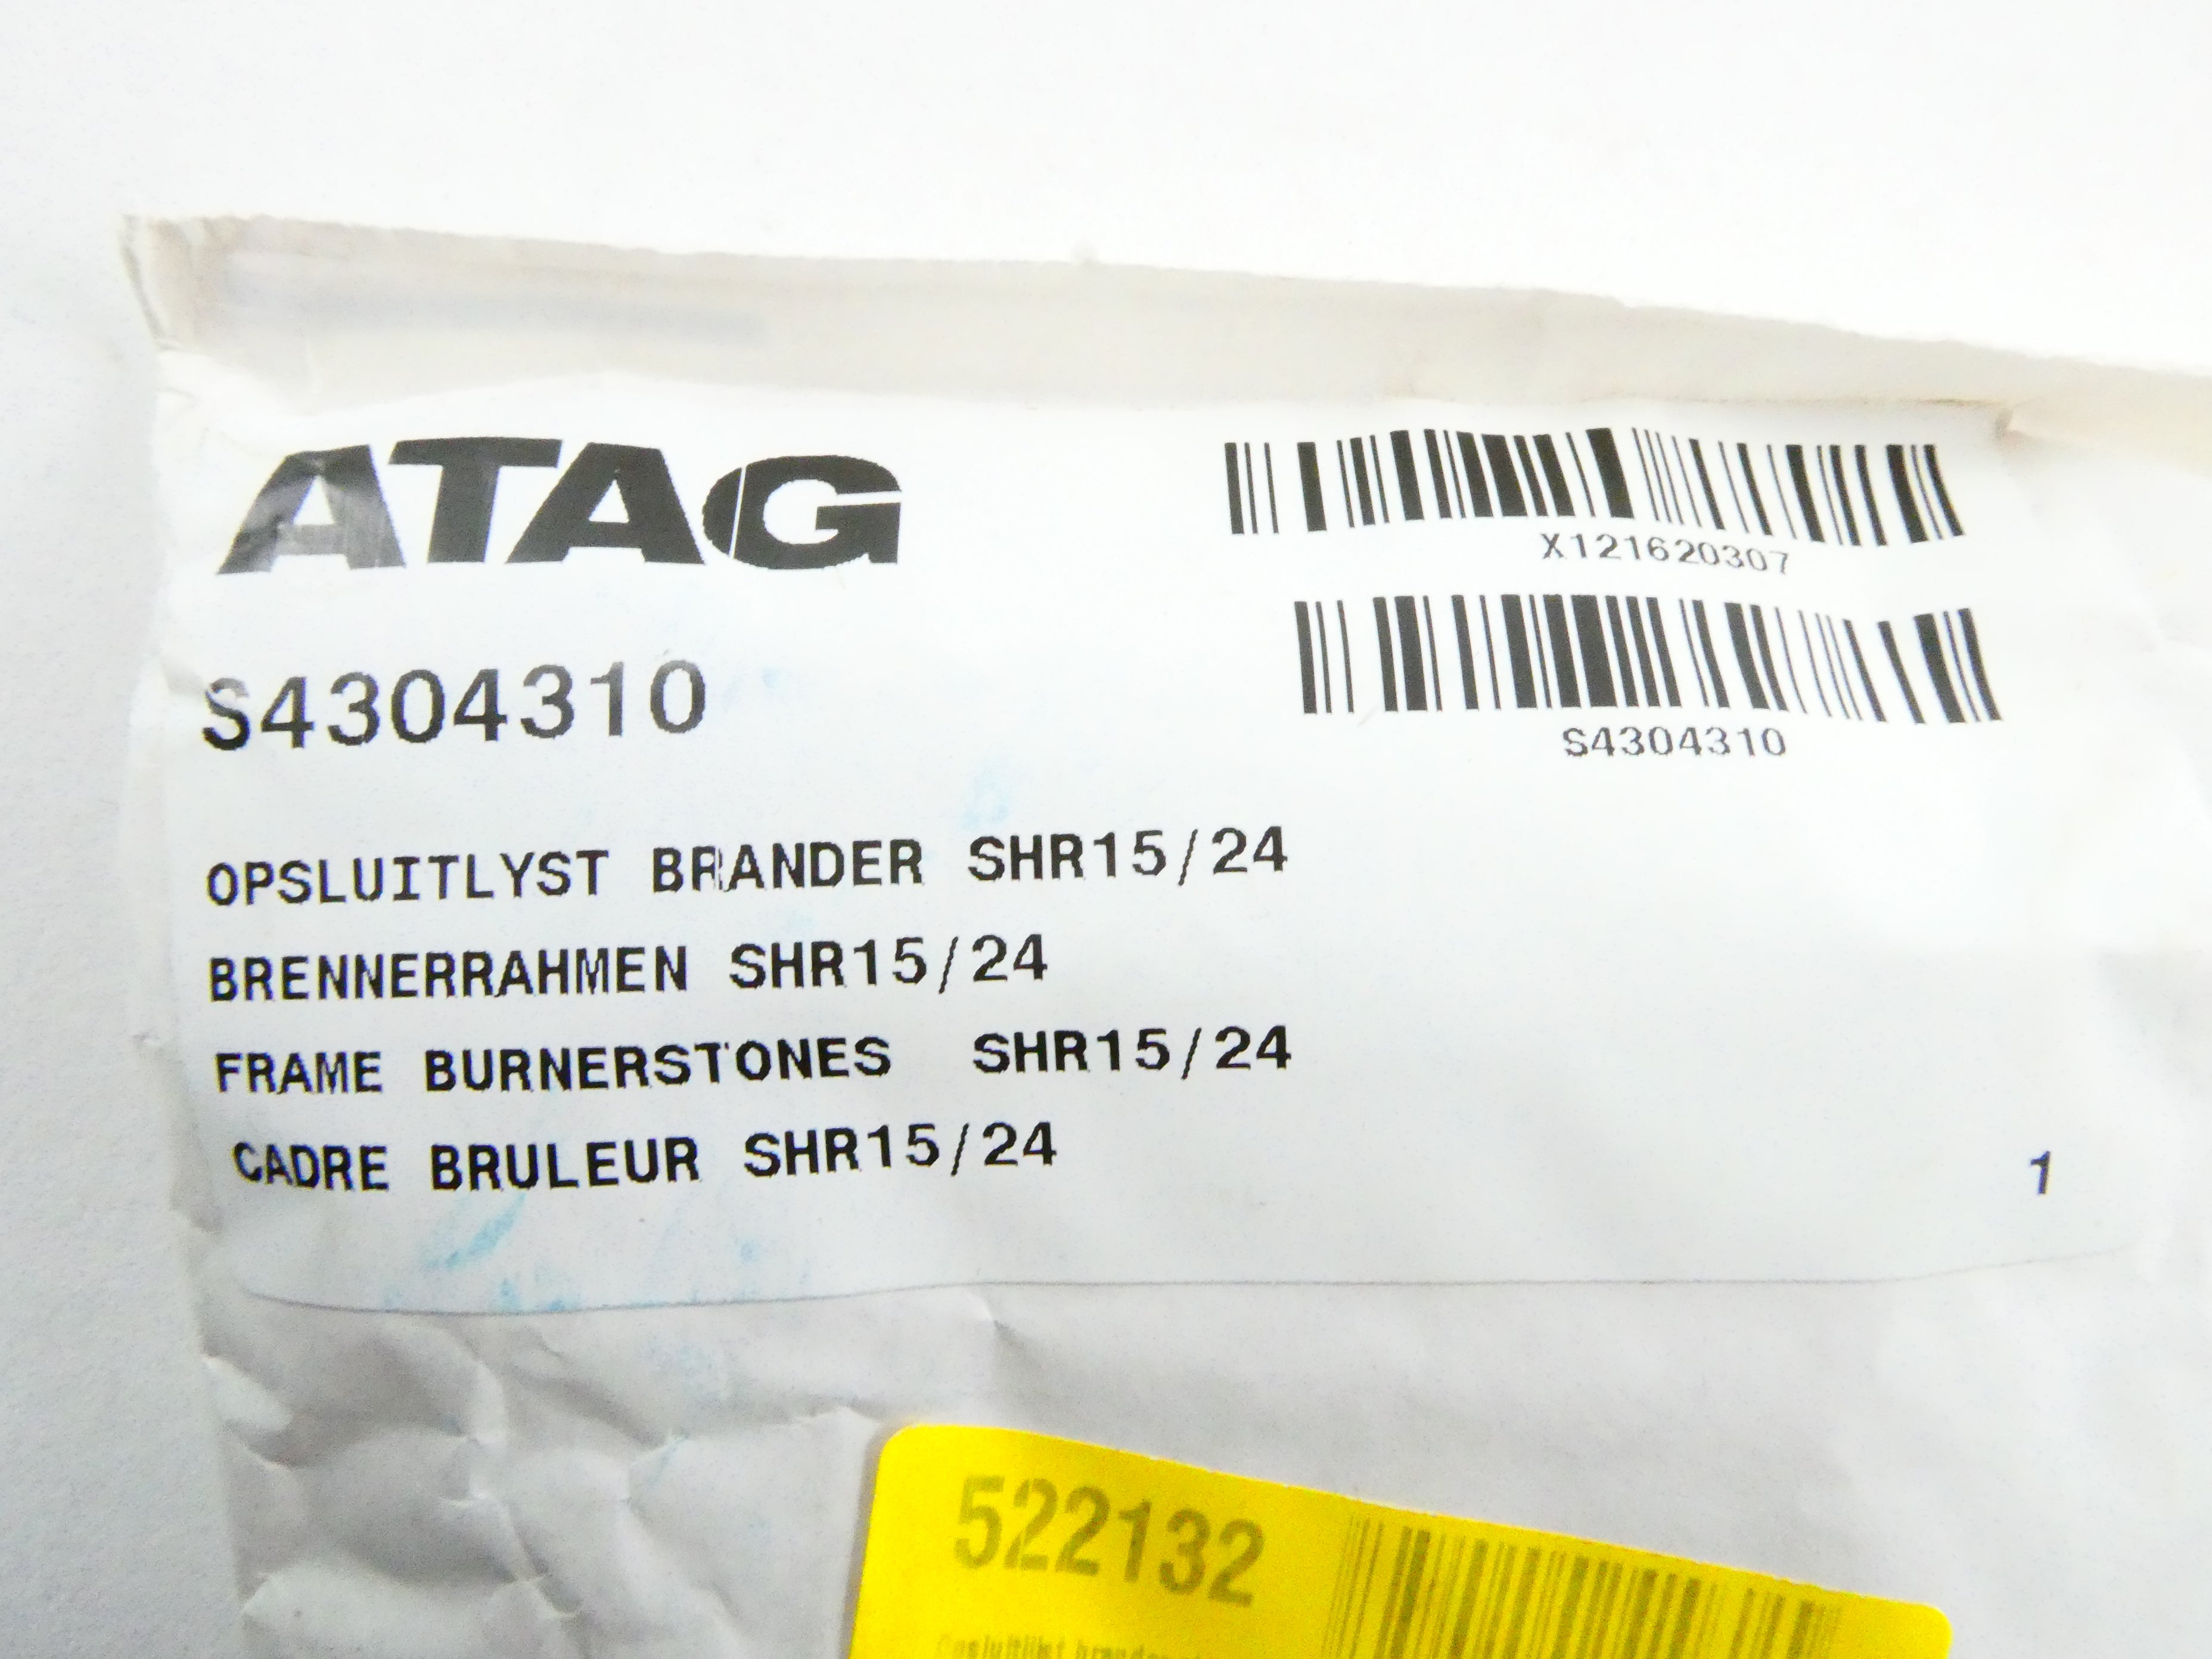 ATAG
X121620307
S4304310
S4304310
OPSLUITLYST BRANDER SHR15/24
BRENNERRAHMEN SHR15/24
FRAME BURNERSTONES SHR15/24
CADRE BRULEUR SHR15/24
1
522132